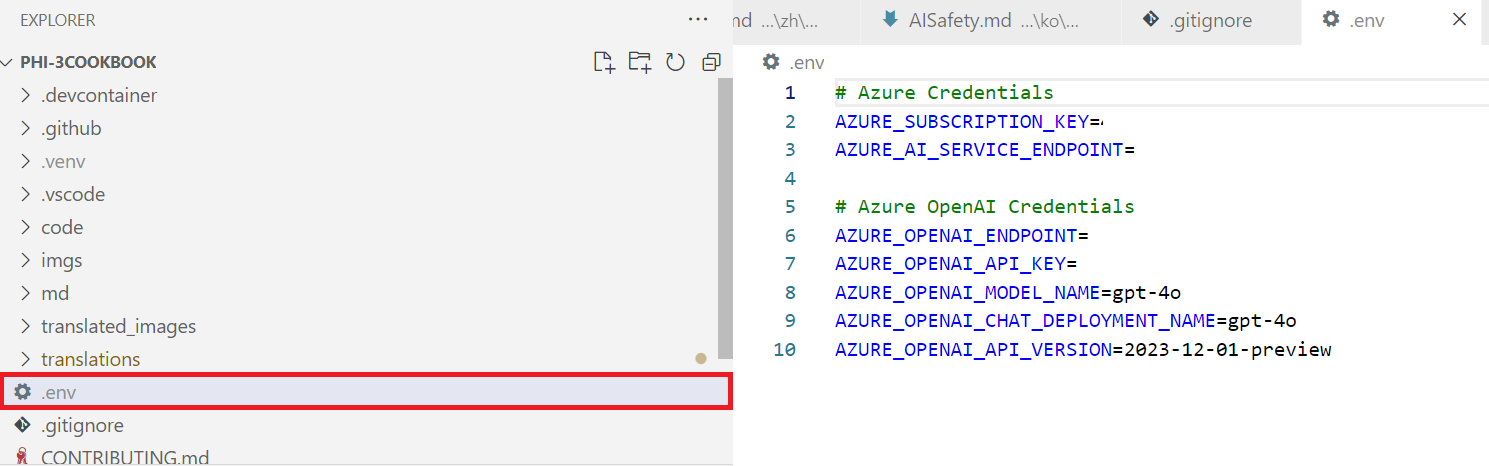 EXPLORER
PHI-3COOKBOOK
.devcontainer
.github
.venv
.vscode
code
imgs
md
translated_images
translations
.env
.gitignore
CONTRIBUTING.md
md ...\zh\...
AISafety.md ...\ko\...
.gitignore
.env
.env
1 # Azure Credentials
2 AZURE_SUBSCRIPTION_KEY=
3 AZURE_AI_SERVICE_ENDPOINT=
4
5 # Azure OpenAI Credentials
6 AZURE_OPENAI_ENDPOINT=
7 AZURE_OPENAI_API_KEY=
8 AZURE_OPENAI_MODEL_NAME=gpt-4o
9 AZURE_OPENAI_CHAT_DEPLOYMENT_NAME=gpt-4o
10 AZURE_OPENAI_API_VERSION=2023-12-01-preview